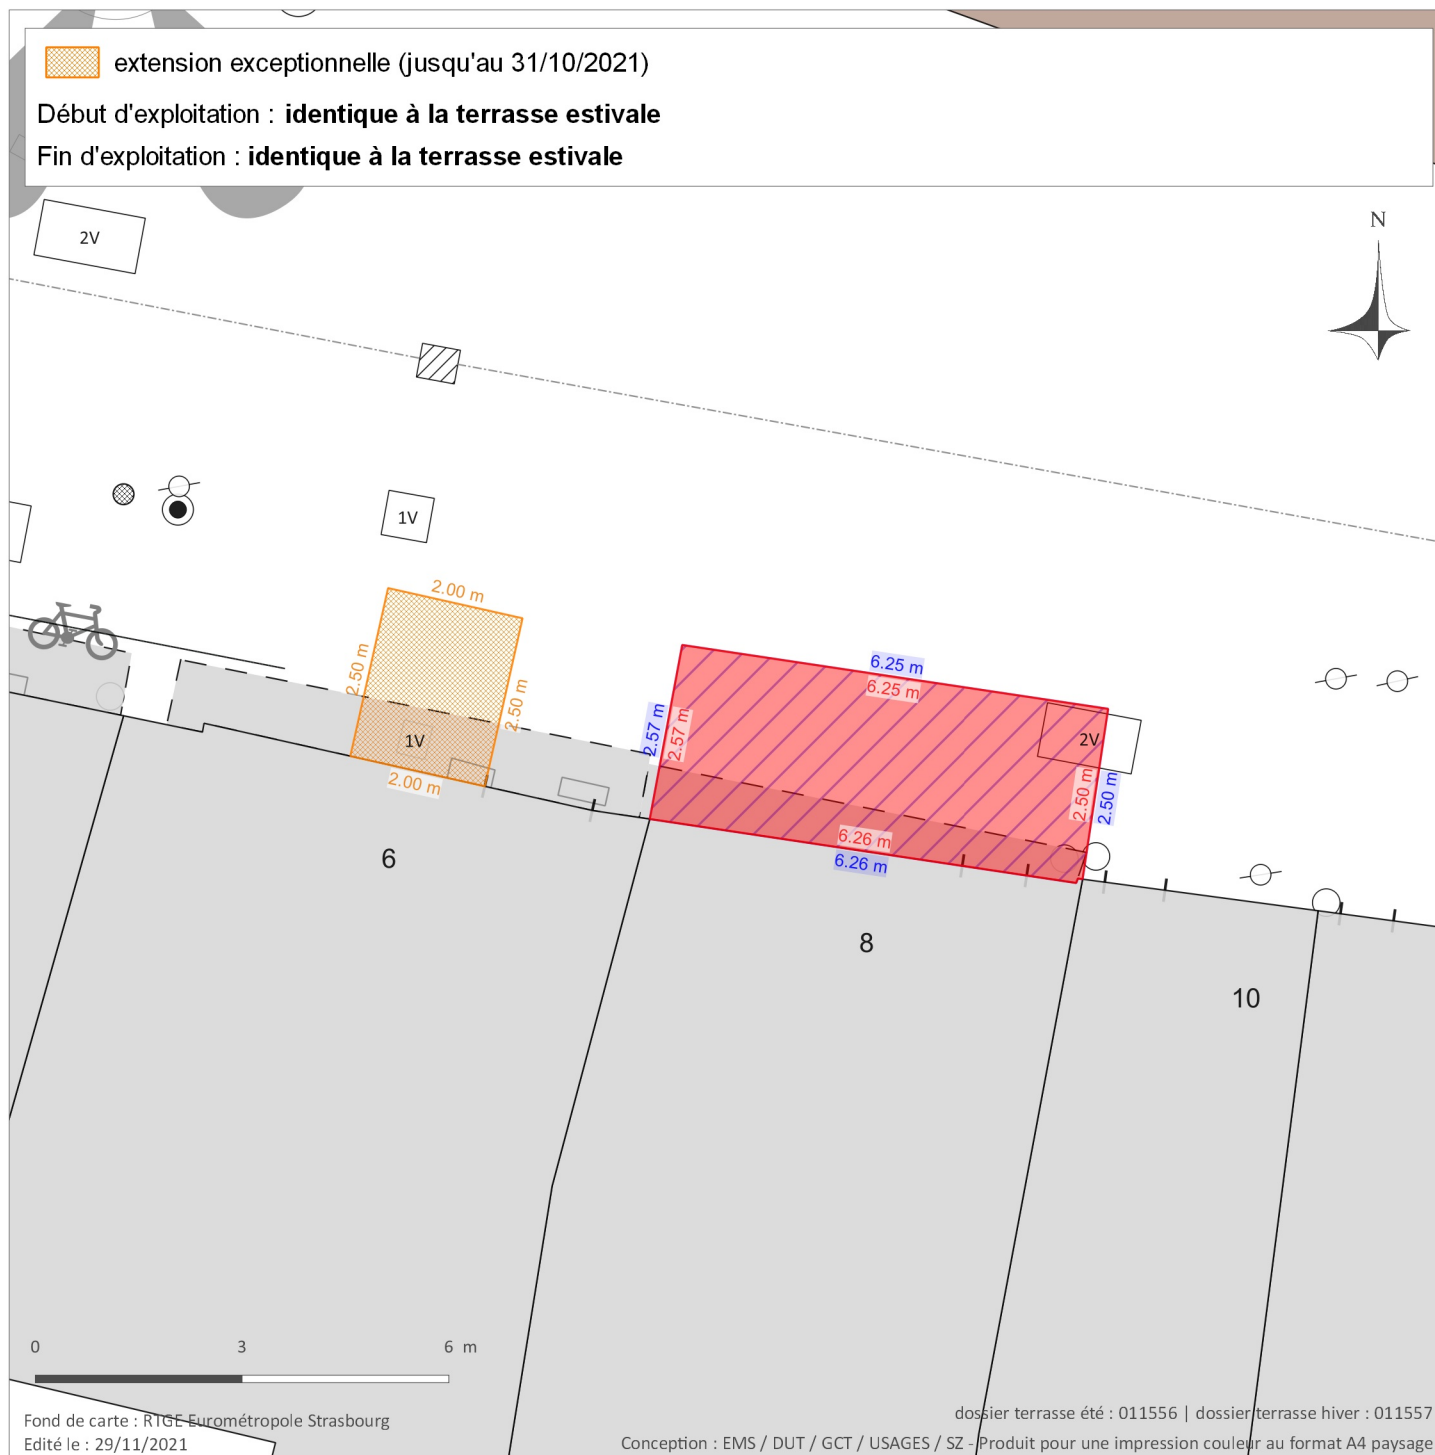 extension exceptionnelle (jusqu'au 31/10/2021)
Début d'exploitation : identique à la terrasse estivale
Fin d'exploitation : identique à la terrasse estivale
N
2V
1V
2.00 m
2.50 m
2.50 m
1V
2.00 m
6.25 m
6.25 m
2.57 m
2.57 m
2V
2.50 m
2.50 m
6.26 m
6.26 m
6
8
10
0 3 6 m
Fond de carte : RTGE Eurométropole Strasbourg
Edité le : 29/11/2021
dossier terrasse été : 011556 | dossier terrasse hiver : 011557
Conception : EMS / DUT / GCT / USAGES / SZ - Produit pour une impression couleur au format A4 paysage